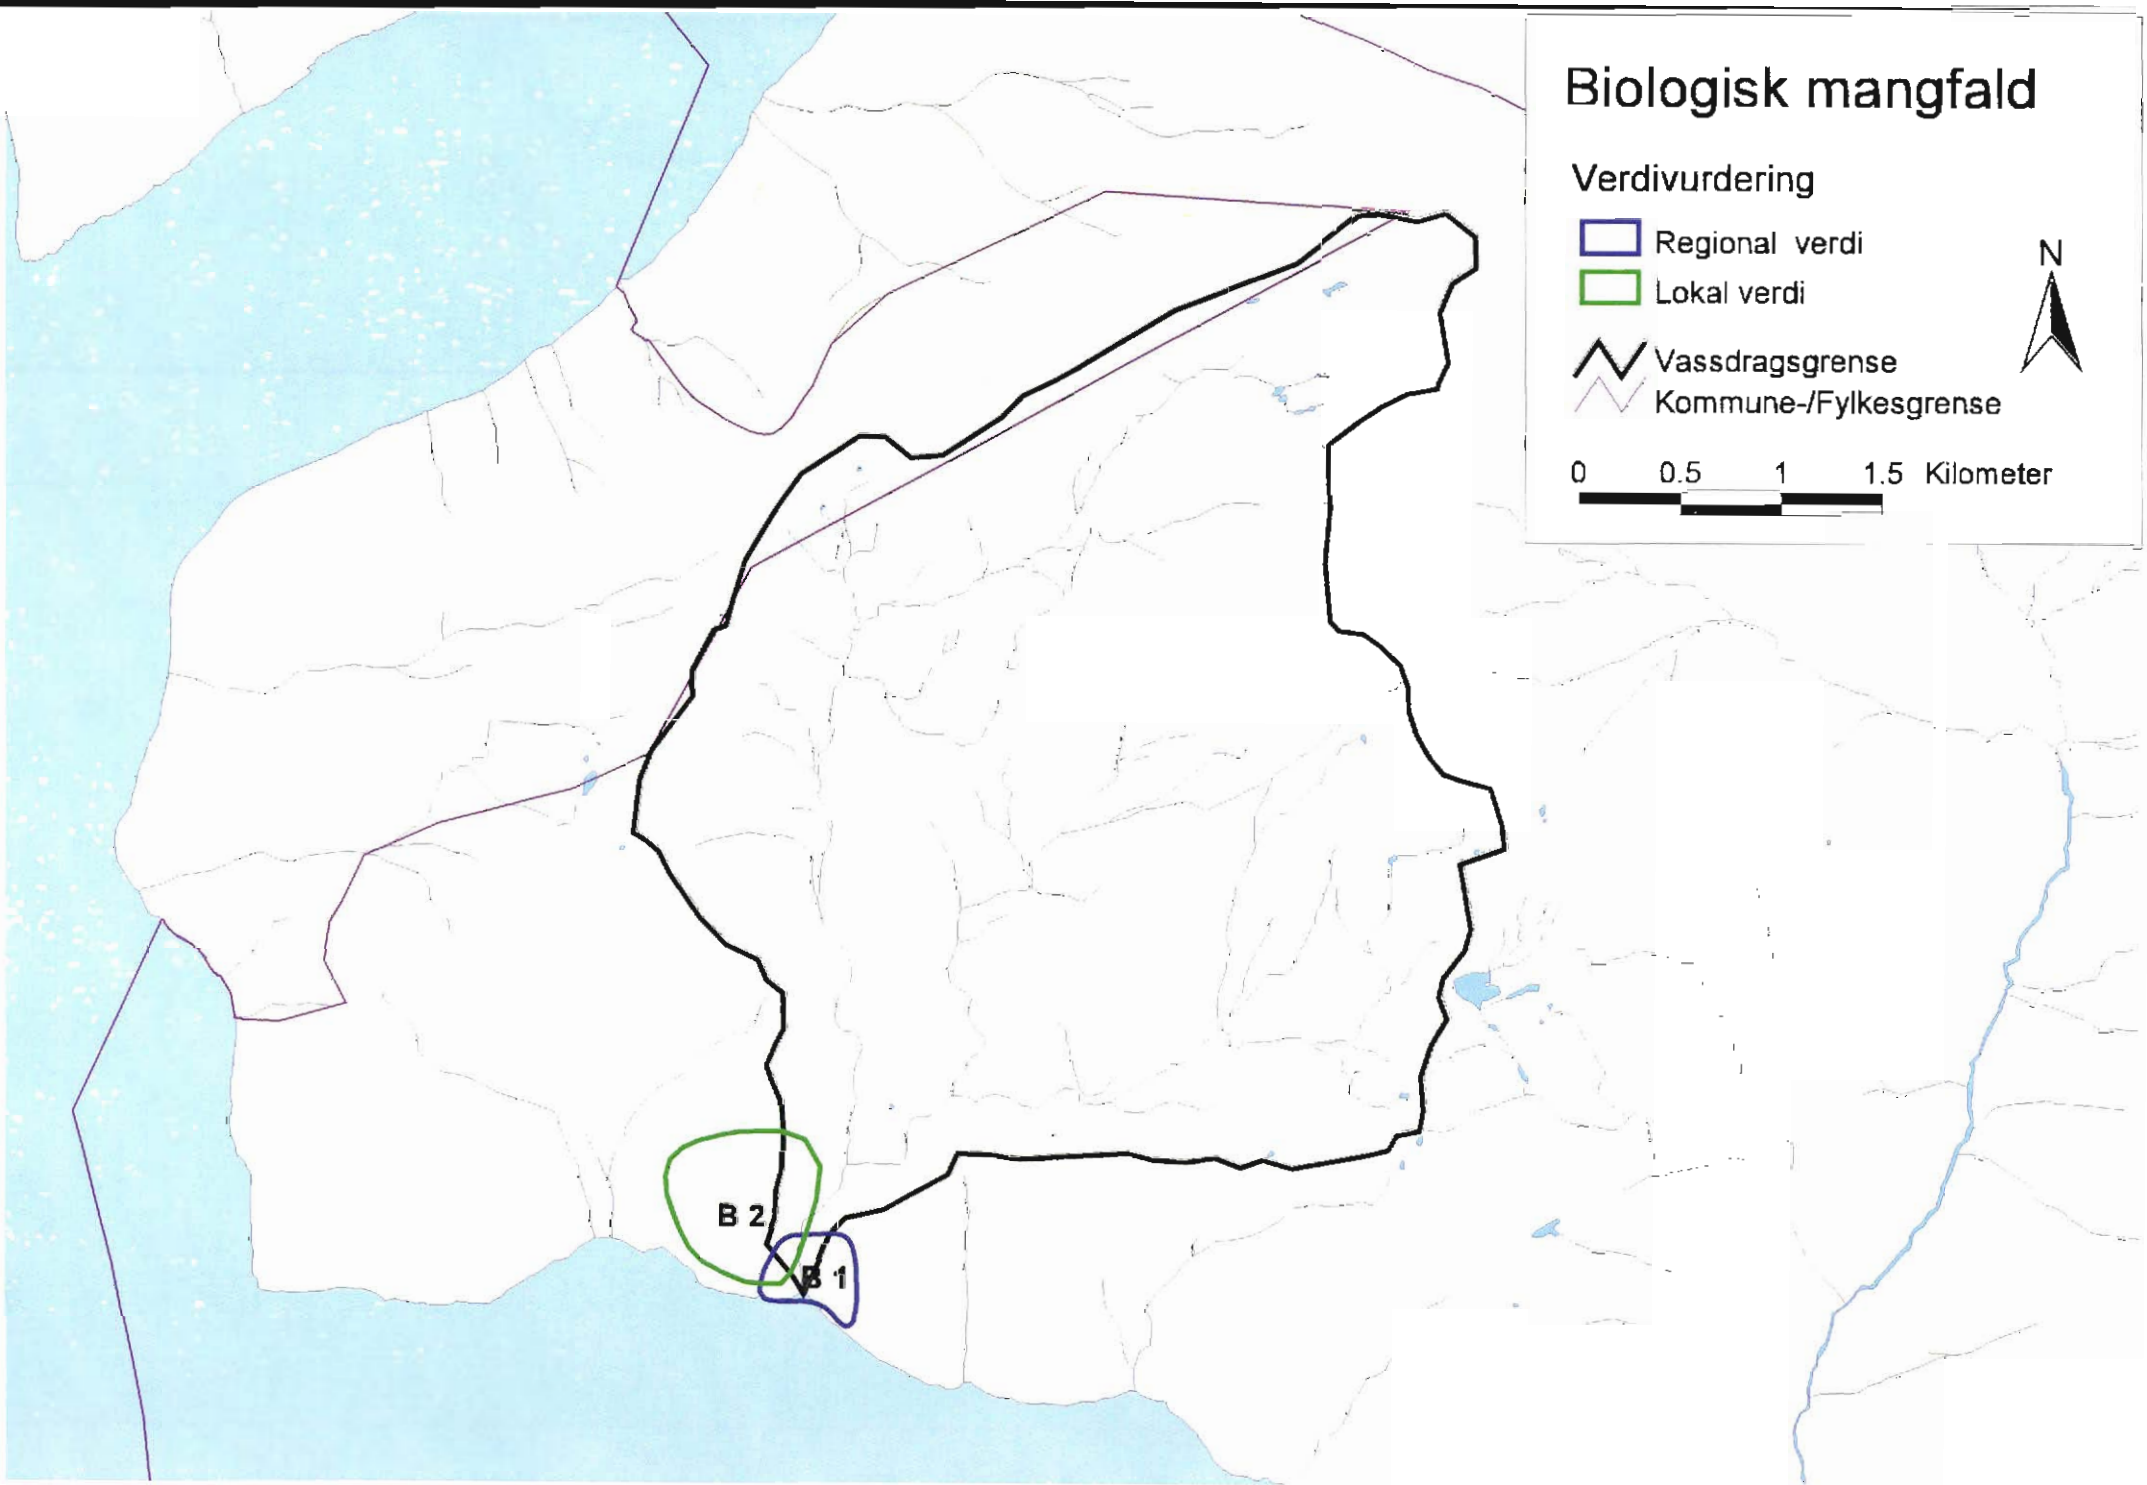 Biologisk mangfald
Verdivurdering
Regional verdi
Lokal verdi
N
Vassdragsgrense
Kommune-/Fylkesgrense
0 0.5 1 1.5 Kilometer
B 2
B 1